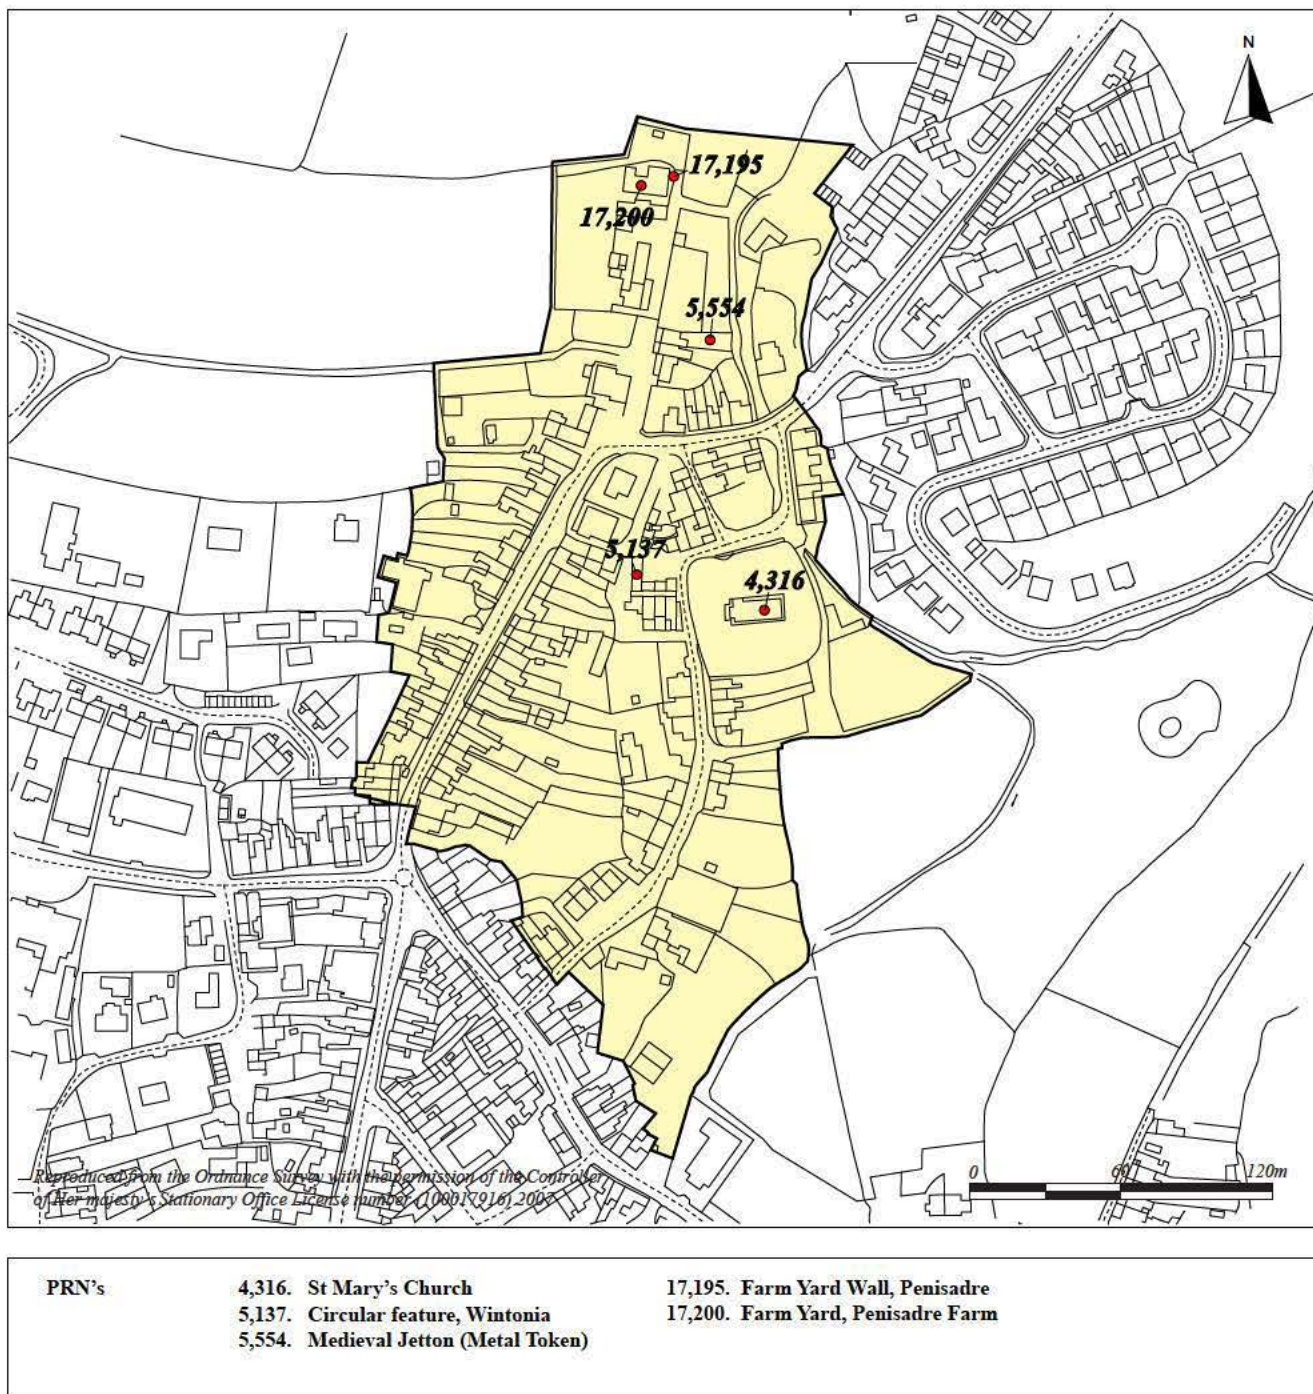 N
17,195
17,200
5,554
5,137
4,316
Reproduced from the Ordnance Survey with the permission of the Controller
of Her majesty's Stationary Office License number (100017916) 2007
0 60 120m
PRN's
4,316. St Mary's Church
5,137. Circular feature, Wintonia
5,554. Medieval Jetton (Metal Token)
17,195. Farm Yard Wall, Penisadre
17,200. Farm Yard, Penisadre Farm